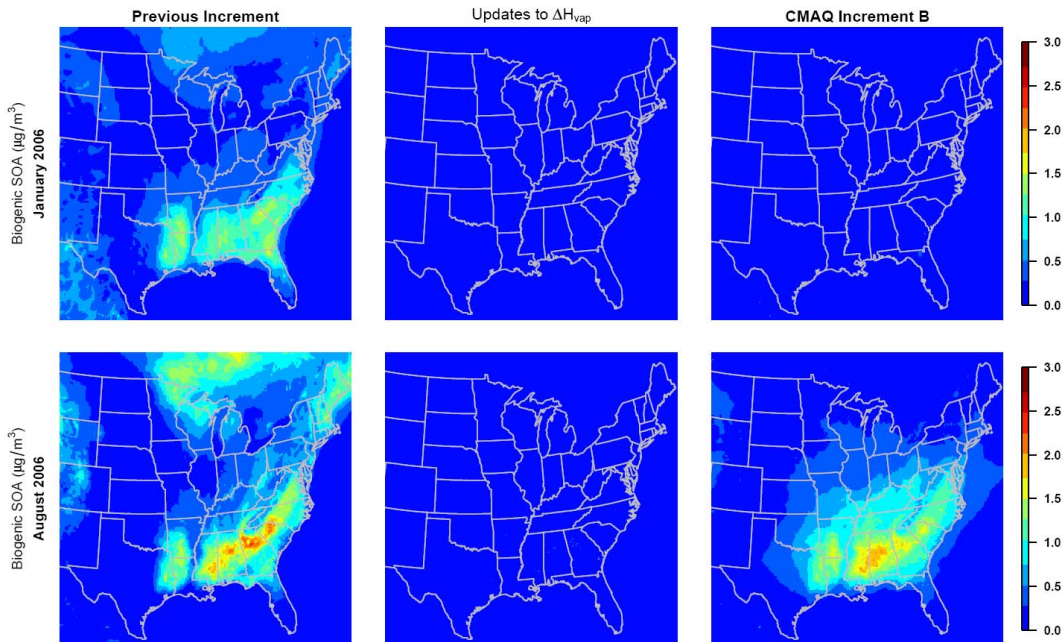 Previous Increment
Updates to ΔHvap
CMAQ Increment B
Biogenic SOA (µg/m³)
January 2006
3.0
2.5
2.0
1.5
1.0
0.5
0.0
Biogenic SOA (µg/m³)
August 2006
3.0
2.5
2.0
1.5
1.0
0.5
0.0